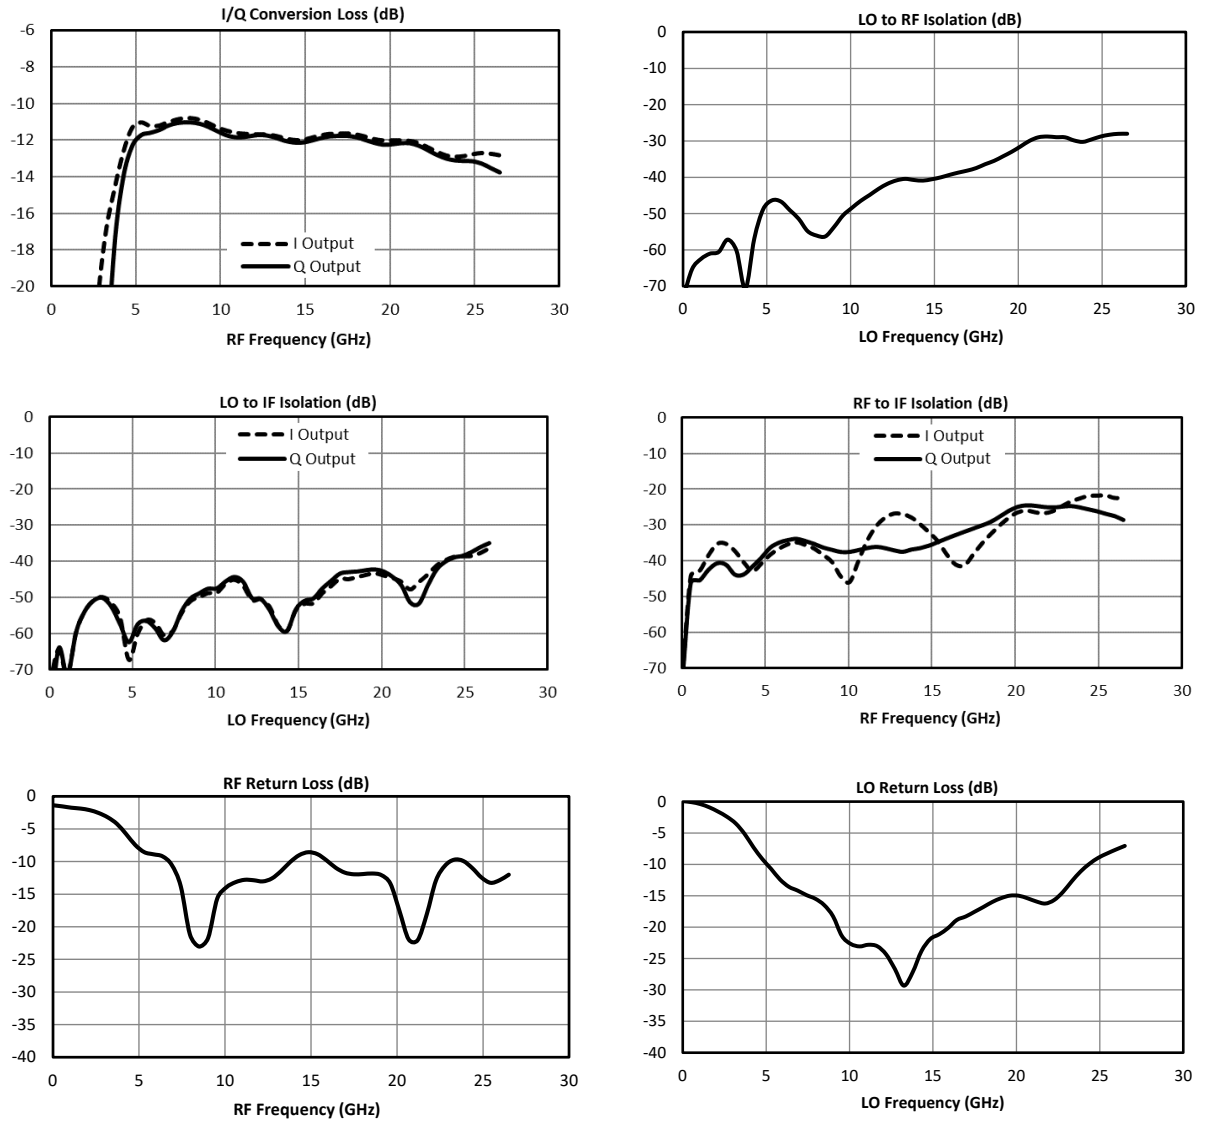 I/Q Conversion Loss (dB)
-6
-8
-10
-12
-14
-16
-18
-20
I Output
Q Output
0 5 10 15 20 25 30
RF Frequency (GHz)
LO to RF Isolation (dB)
0
-10
-20
-30
-40
-50
-60
-70
0 5 10 15 20 25 30
LO Frequency (GHz)
LO to IF Isolation (dB)
0
-10
-20
-30
-40
-50
-60
-70
I Output
Q Output
0 5 10 15 20 25 30
LO Frequency (GHz)
RF to IF Isolation (dB)
0
-10
-20
-30
-40
-50
-60
-70
I Output
Q Output
0 5 10 15 20 25 30
RF Frequency (GHz)
RF Return Loss (dB)
0
-5
-10
-15
-20
-25
-30
-35
-40
0 5 10 15 20 25 30
RF Frequency (GHz)
LO Return Loss (dB)
0
-5
-10
-15
-20
-25
-30
-35
-40
0 5 10 15 20 25 30
LO Frequency (GHz)